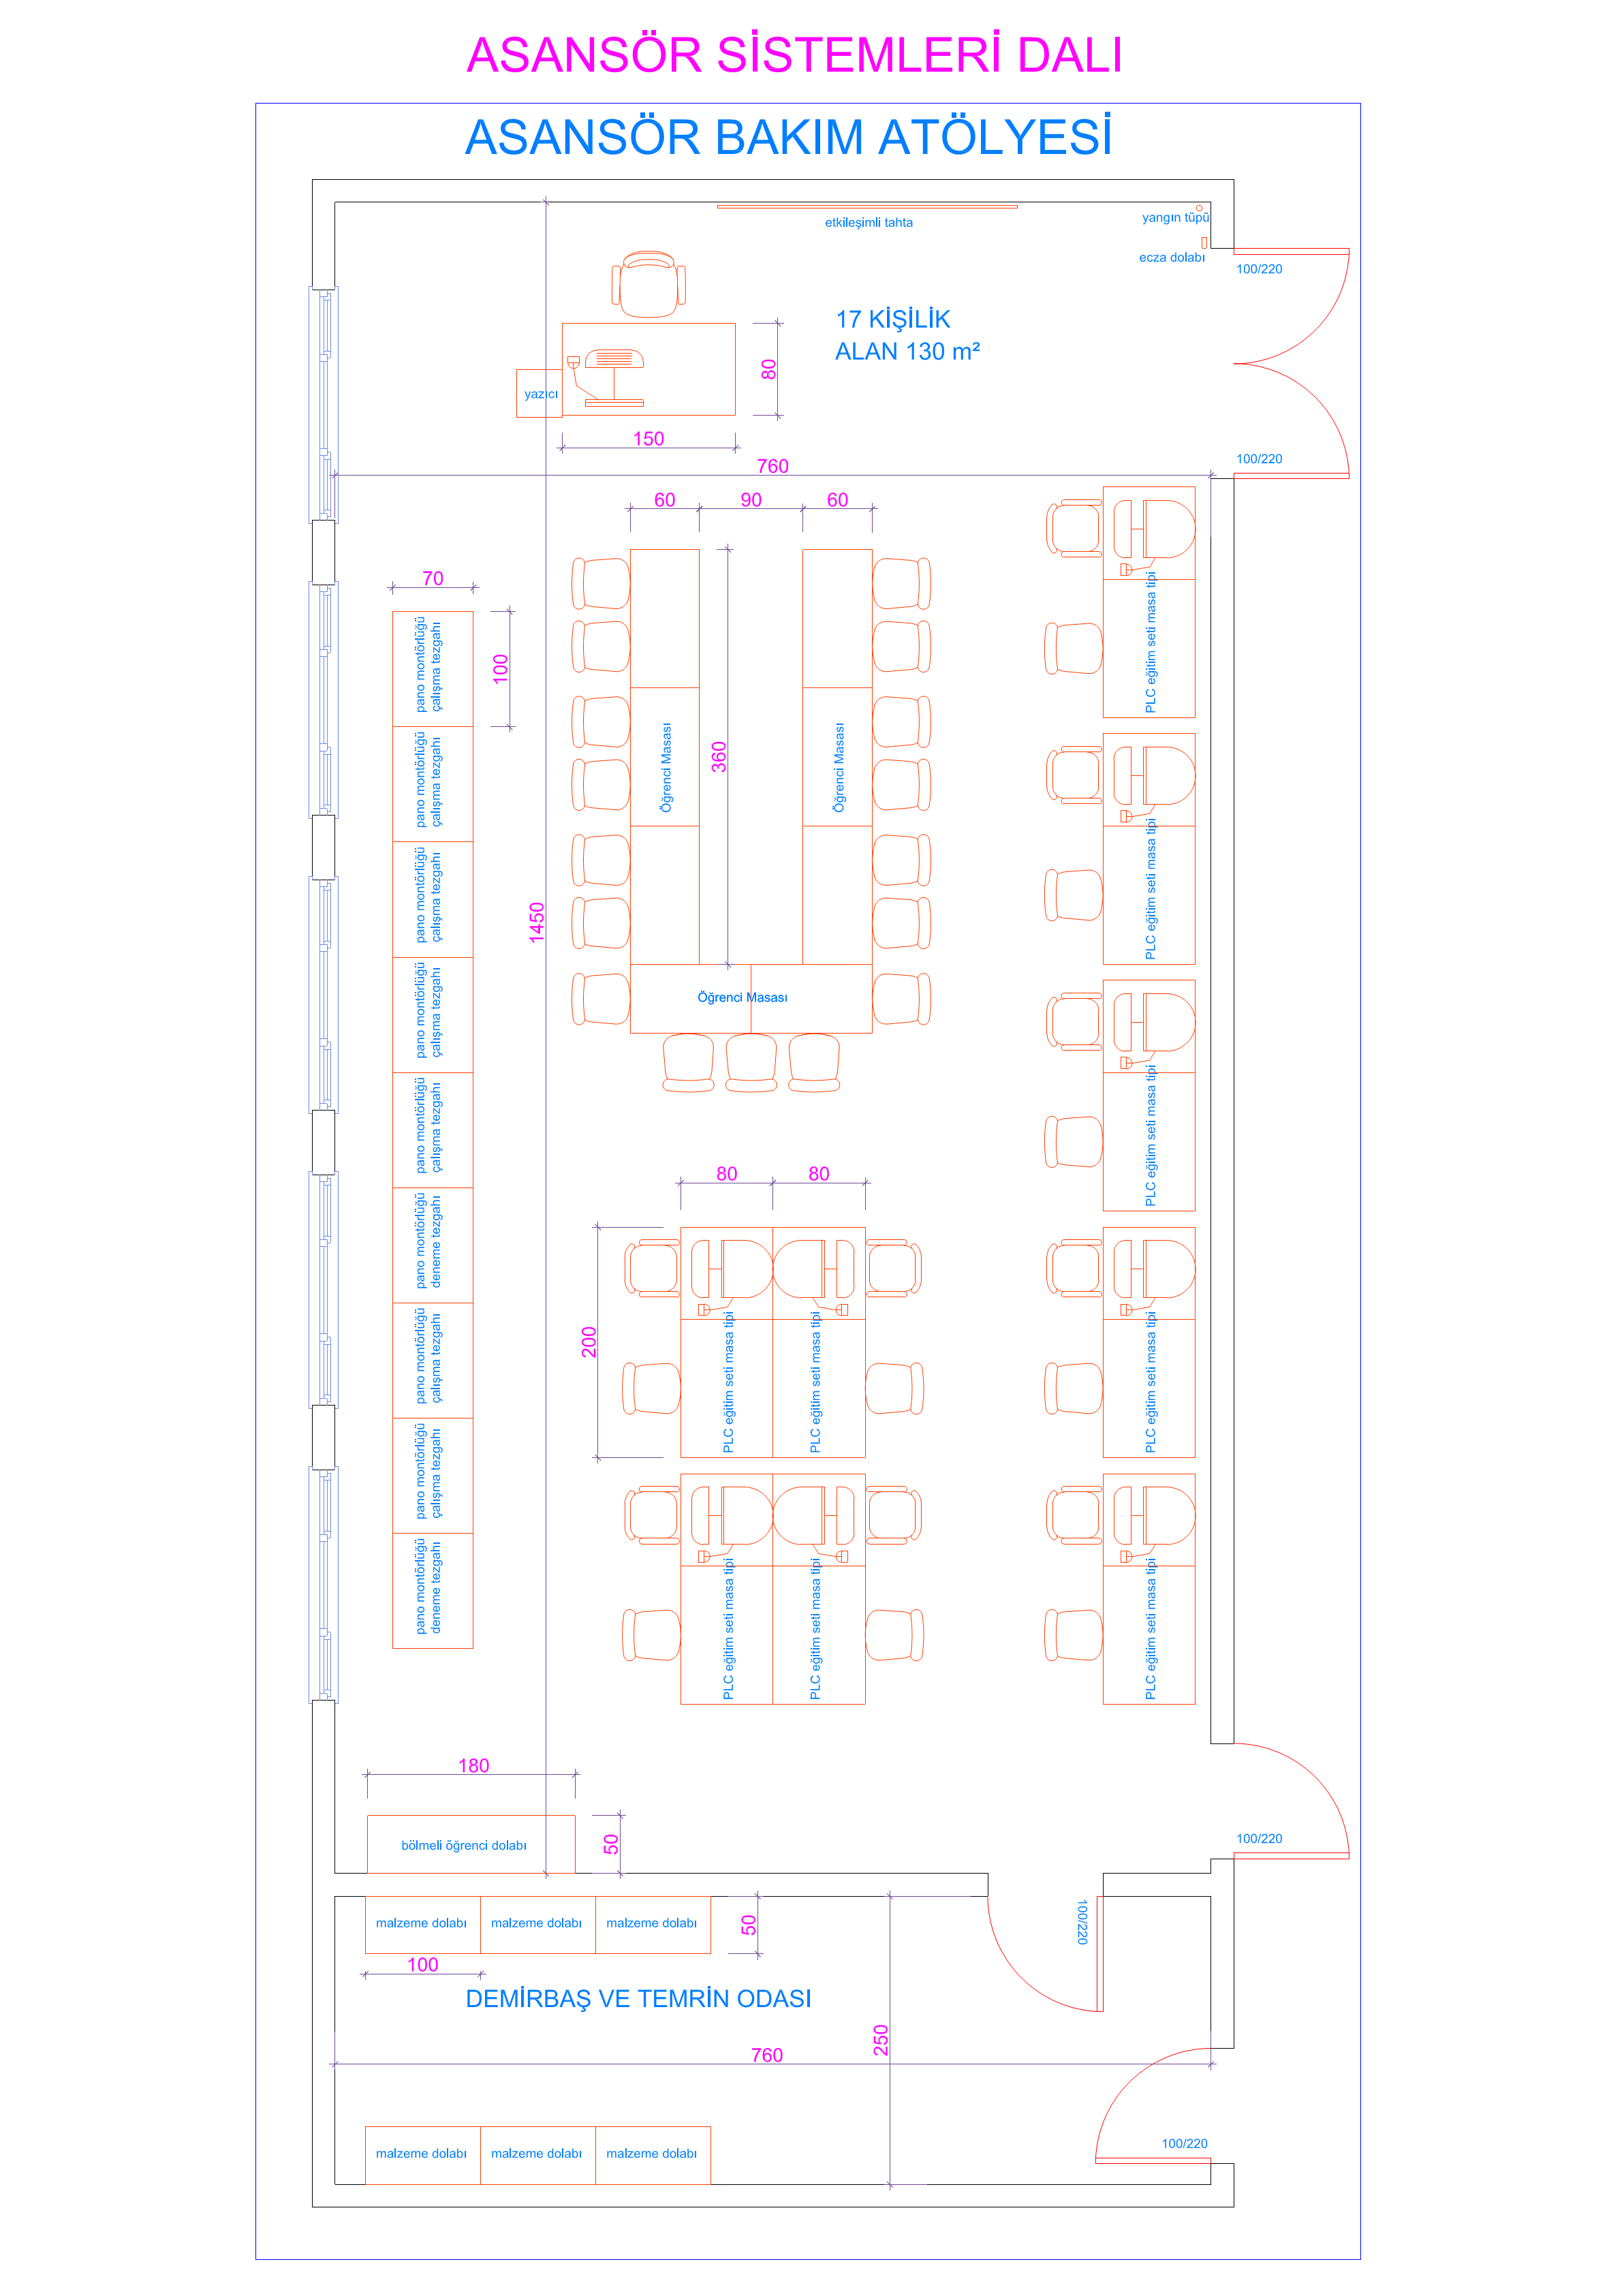 ASANSÖR SİSTEMLERİ DALI
ASANSÖR BAKIM ATÖLYESİ
etkileşimli tahta
yangın tüpü
ecza dolabı
100/220
17 KİŞİLİK
ALAN 130 m²
80
yazıcı
150
100/220
760
60
90
60
70
100
360
1450
pano montörlüğü
çalışma tezgahı
pano montörlüğü
çalışma tezgahı
pano montörlüğü
çalışma tezgahı
pano montörlüğü
çalışma tezgahı
pano montörlüğü
çalışma tezgahı
pano montörlüğü
deneme tezgahı
pano montörlüğü
çalışma tezgahı
pano montörlüğü
çalışma tezgahı
pano montörlüğü
deneme tezgahı
Öğrenci Masası
Öğrenci Masası
Öğrenci Masası
PLC eğitim seti masa tipi
PLC eğitim seti masa tipi
PLC eğitim seti masa tipi
PLC eğitim seti masa tipi
PLC eğitim seti masa tipi
80
80
200
PLC eğitim seti masa tipi
PLC eğitim seti masa tipi
PLC eğitim seti masa tipi
PLC eğitim seti masa tipi
180
bölmeli öğrenci dolabı
50
100/220
malzeme dolabı
malzeme dolabı
malzeme dolabı
50
100/220
100
DEMİRBAŞ VE TEMRİN ODASI
250
760
malzeme dolabı
malzeme dolabı
malzeme dolabı
100/220